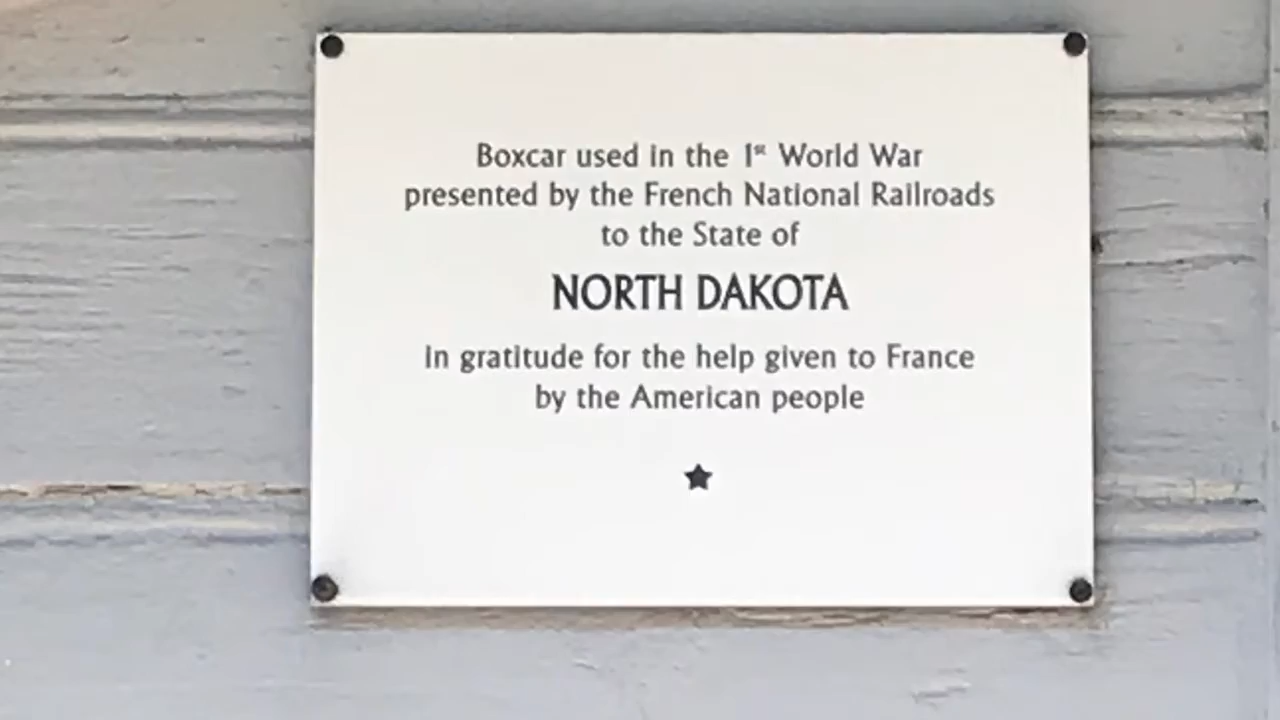 Boxcar used in the 1st World War
presented by the French National Railroads
to the State of
NORTH DAKOTA
in gratitude for the help given to France
by the American people